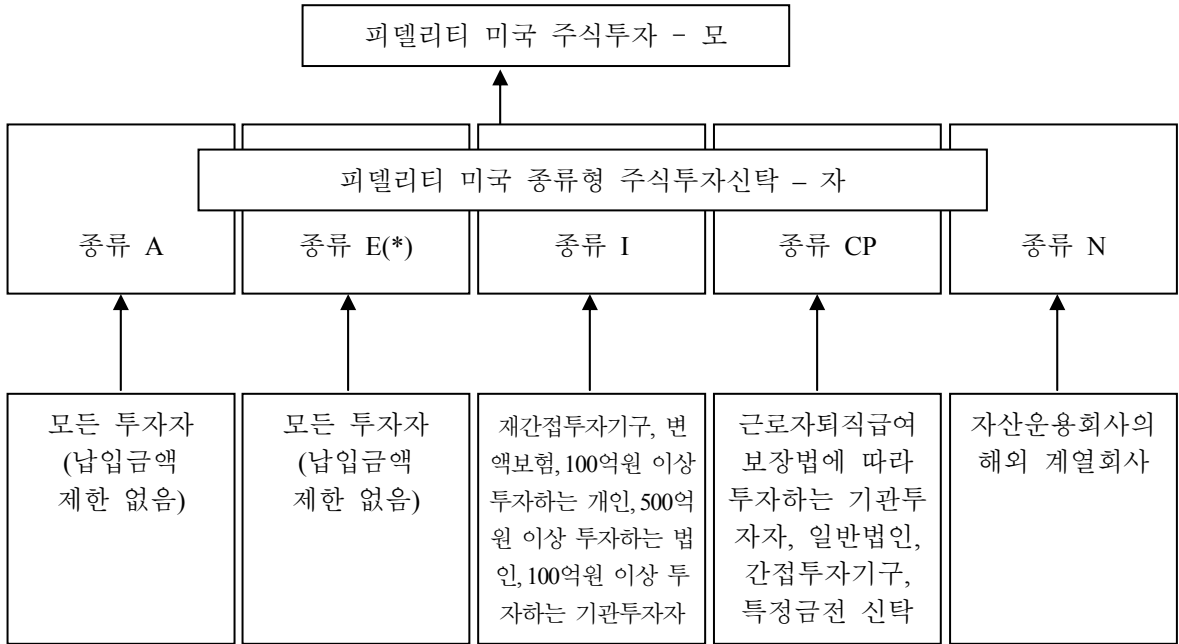 피델리티 미국 주식투자 - 모
피델리티 미국 종류형 주식투자신탁 – 자
종류 A
종류 E(*)
종류 I
종류 CP
종류 N
모든 투자자
(납입금액
제한 없음)
모든 투자자
(납입금액
제한 없음)
재간접투자기구, 변
액보험, 100억원 이상
투자하는 개인, 500억
원 이상 투자하는 법
인, 100억원 이상 투
자하는 기관투자자
근로자퇴직급여
보장법에 따라
투자하는 기관투
자자, 일반법인,
간접투자기구,
특정금전 신탁
자산운용회사의
해외 계열회사